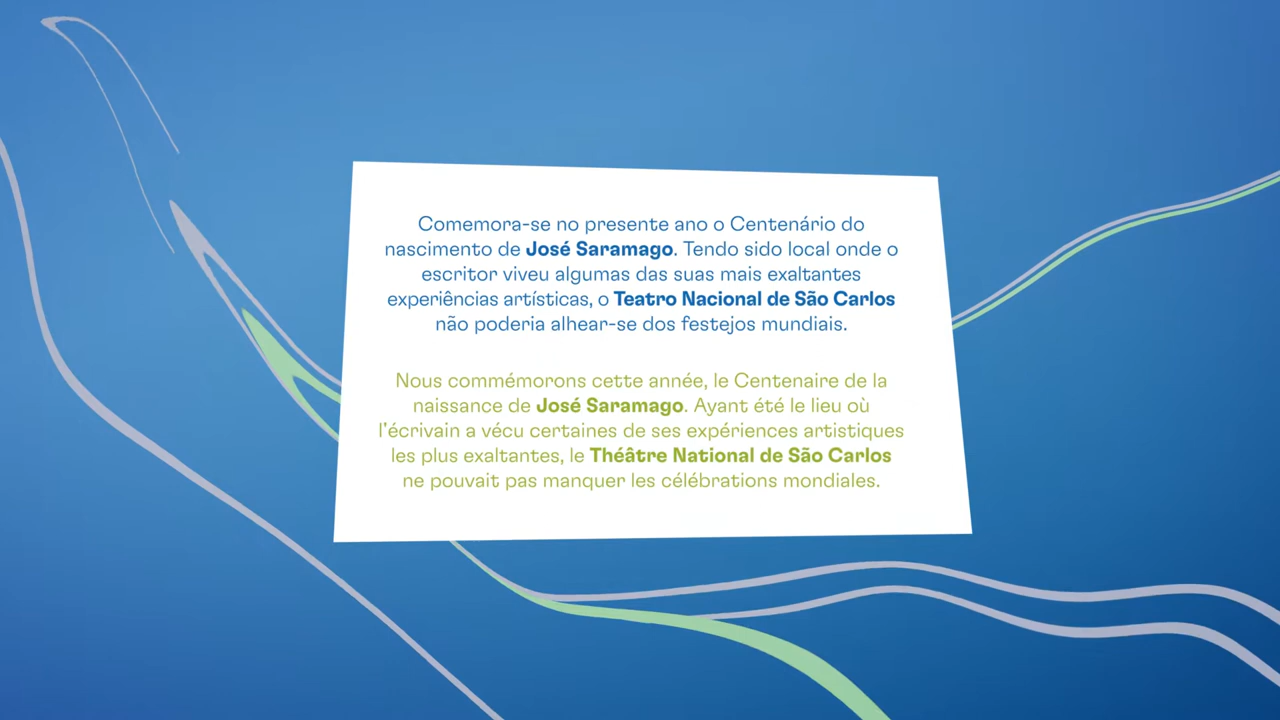 Comemora-se no presente ano o Centenário do
nascimento de José Saramago. Tendo sido local onde o
escritor viveu algumas das suas mais exaltantes
experiências artísticas, o Teatro Nacional de São Carlos
não poderia alhear-se dos festejos mundiais.
Nous commémorons cette année, le Centenaire de la
naissance de José Saramago. Ayant été le lieu où
l'écrivain a vécu certaines de ses expériences artistiques
les plus exaltantes, le Théâtre National de São Carlos
ne pouvait pas manquer les célébrations mondiales.